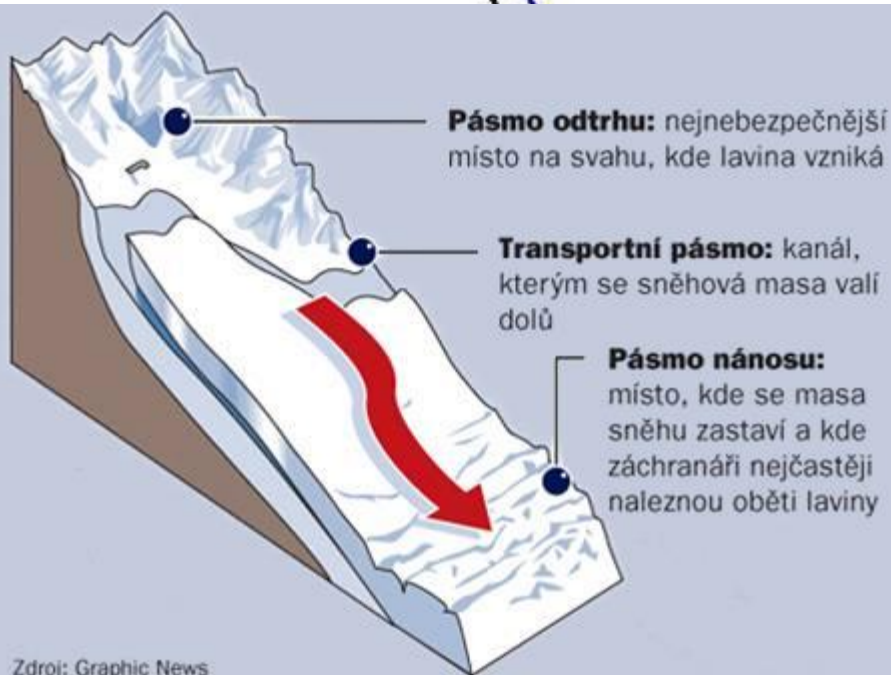 Pásmo odtrhu: nejnebezpečnější
místo na svahu, kde lavina vzniká
Transportní pásmo: kanál,
kterým se sněhová masa valí
dolů
Pásmo nánosu:
místo, kde se masa
sněhu zastaví a kde
záchranáři nejčastěji
naleznou oběti laviny
Zdroj: Graphic News